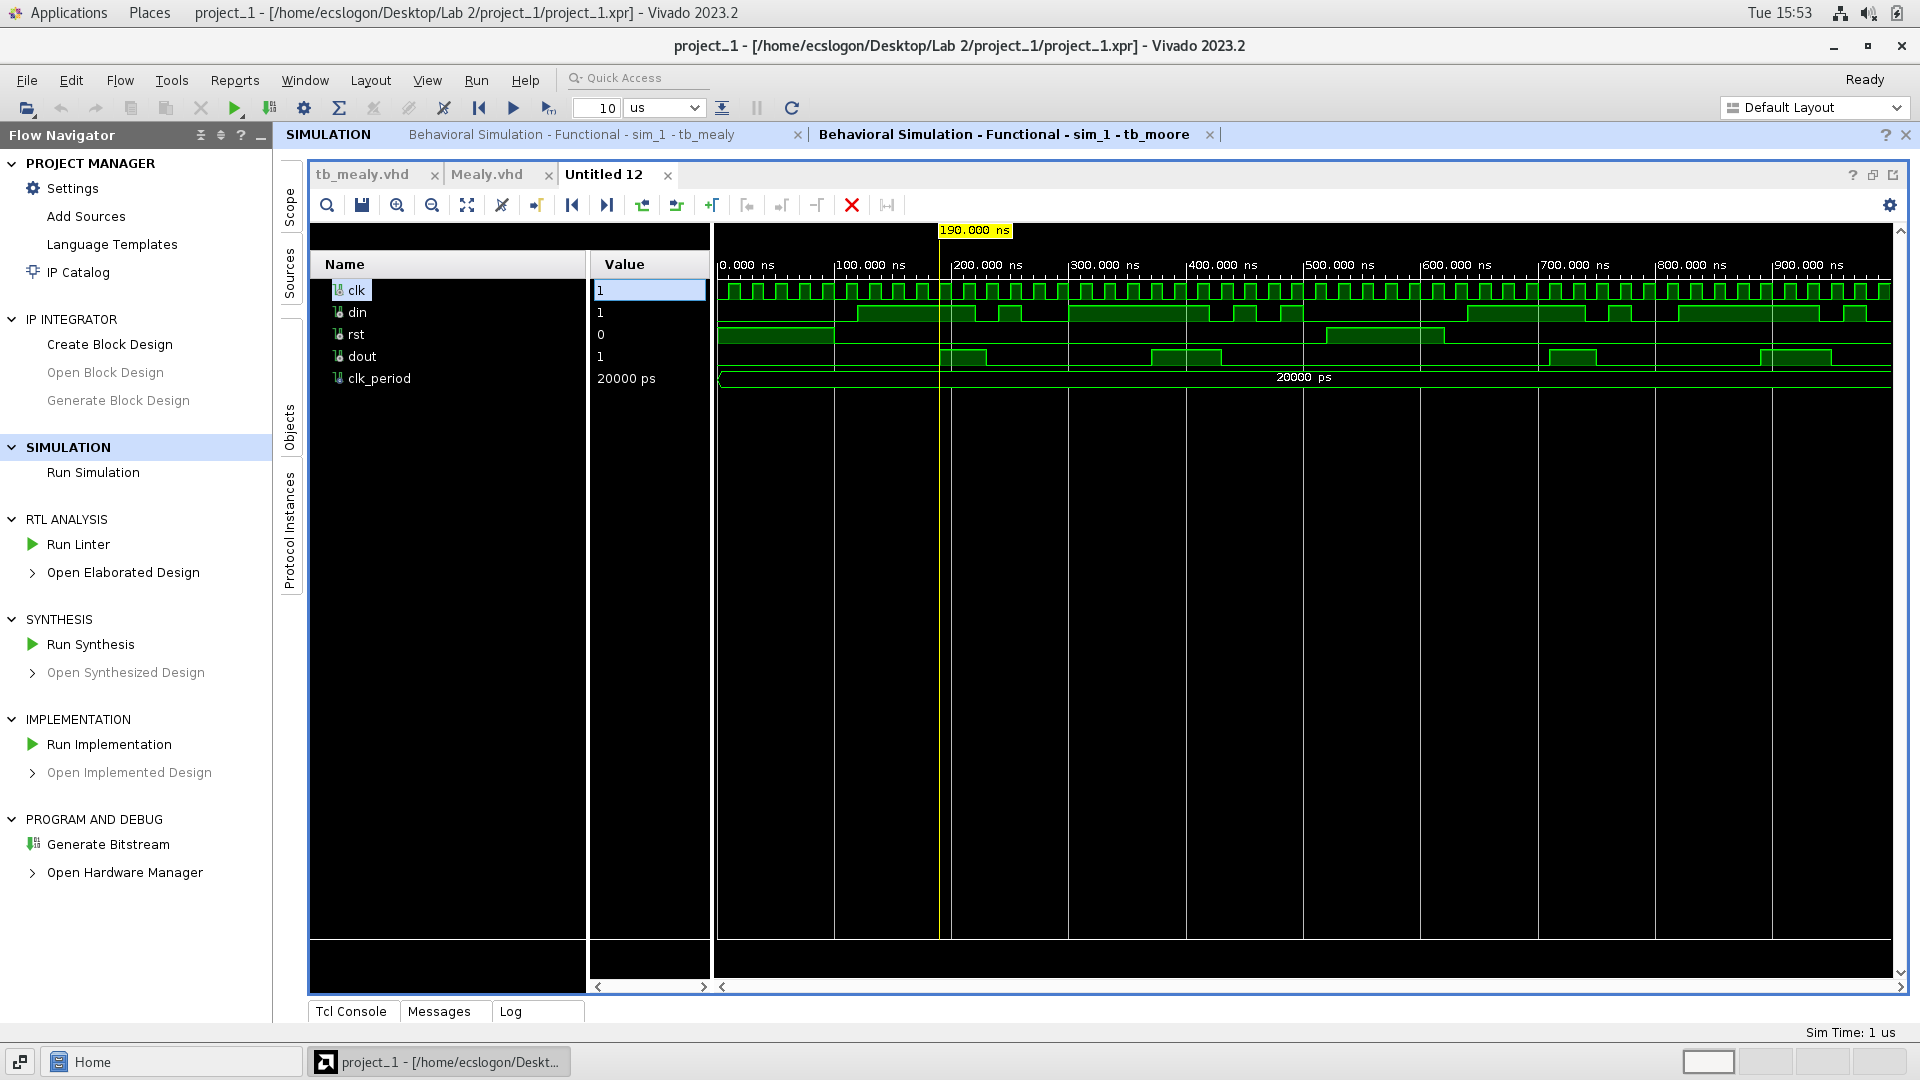 Applications Places project_1 - [/home/ecslogon/Desktop/Lab 2/project_1/project_1.xpr] - Vivado 2023.2 Tue 15:53
project_1 - [/home/ecslogon/Desktop/Lab 2/project_1/project_1.xpr] - Vivado 2023.2
File Edit Flow Tools Reports Window Layout View Run Help Quick Access Ready
10 us Default Layout
Flow Navigator
SIMULATION Behavioral Simulation - Functional - sim_1 - tb_mealy Behavioral Simulation - Functional - sim_1 - tb_moore
PROJECT MANAGER
Settings
Add Sources
Language Templates
IP Catalog
IP INTEGRATOR
Create Block Design
Open Block Design
Generate Block Design
SIMULATION
Run Simulation
RTL ANALYSIS
Run Linter
Open Elaborated Design
SYNTHESIS
Run Synthesis
Open Synthesized Design
IMPLEMENTATION
Run Implementation
Open Implemented Design
PROGRAM AND DEBUG
Generate Bitstream
Open Hardware Manager
Scope
Sources
Objects
Protocol Instances
tb_mealy.vhd Mealy.vhd Untitled 12
190.000 ns
Name Value
0.000 ns 100.000 ns 200.000 ns 300.000 ns 400.000 ns 500.000 ns 600.000 ns 700.000 ns 800.000 ns 900.000 ns
clk 1
din 1
rst 0
dout 1
clk_period 20000 ps 20000 ps
Tcl Console Messages Log
Sim Time: 1 us
Home project_1 - [/home/ecslogon/Deskt...